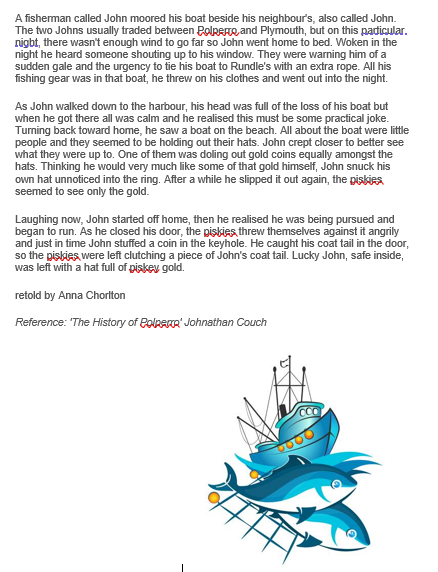 A fisherman called John moored his boat beside his neighbour's, also called John.
The two Johns usually traded between Polperro and Plymouth, but on this particular
night, there wasn't enough wind to go far so John went home to bed. Woken in the
night he heard someone shouting up to his window. They were warning him of a
sudden gale and the urgency to tie his boat to Rundle's with an extra rope. All his
fishing gear was in that boat, he threw on his clothes and went out into the night.
As John walked down to the harbour, his head was full of the loss of his boat but
when he got there all was calm and he realised this must be some practical joke.
Turning back toward home, he saw a boat on the beach. All about the boat were little
people and they seemed to be holding out their hats. John crept closer to better see
what they were up to. One of them was doling out gold coins equally amongst the
hats. Thinking he would very much like some of that gold himself, John snuck his
own hat unnoticed into the ring. After a while he slipped it out again, the piskies
seemed to see only the gold.
Laughing now, John started off home, then he realised he was being pursued and
began to run. As he closed his door, the piskies threw themselves against it angrily
and just in time John stuffed a coin in the keyhole. He caught his coat tail in the door,
so the piskies were left clutching a piece of John's coat tail. Lucky John, safe inside,
was left with a hat full of piskey gold.
retold by Anna Chorlton
Reference: 'The History of Polperro' Johnathan Couch